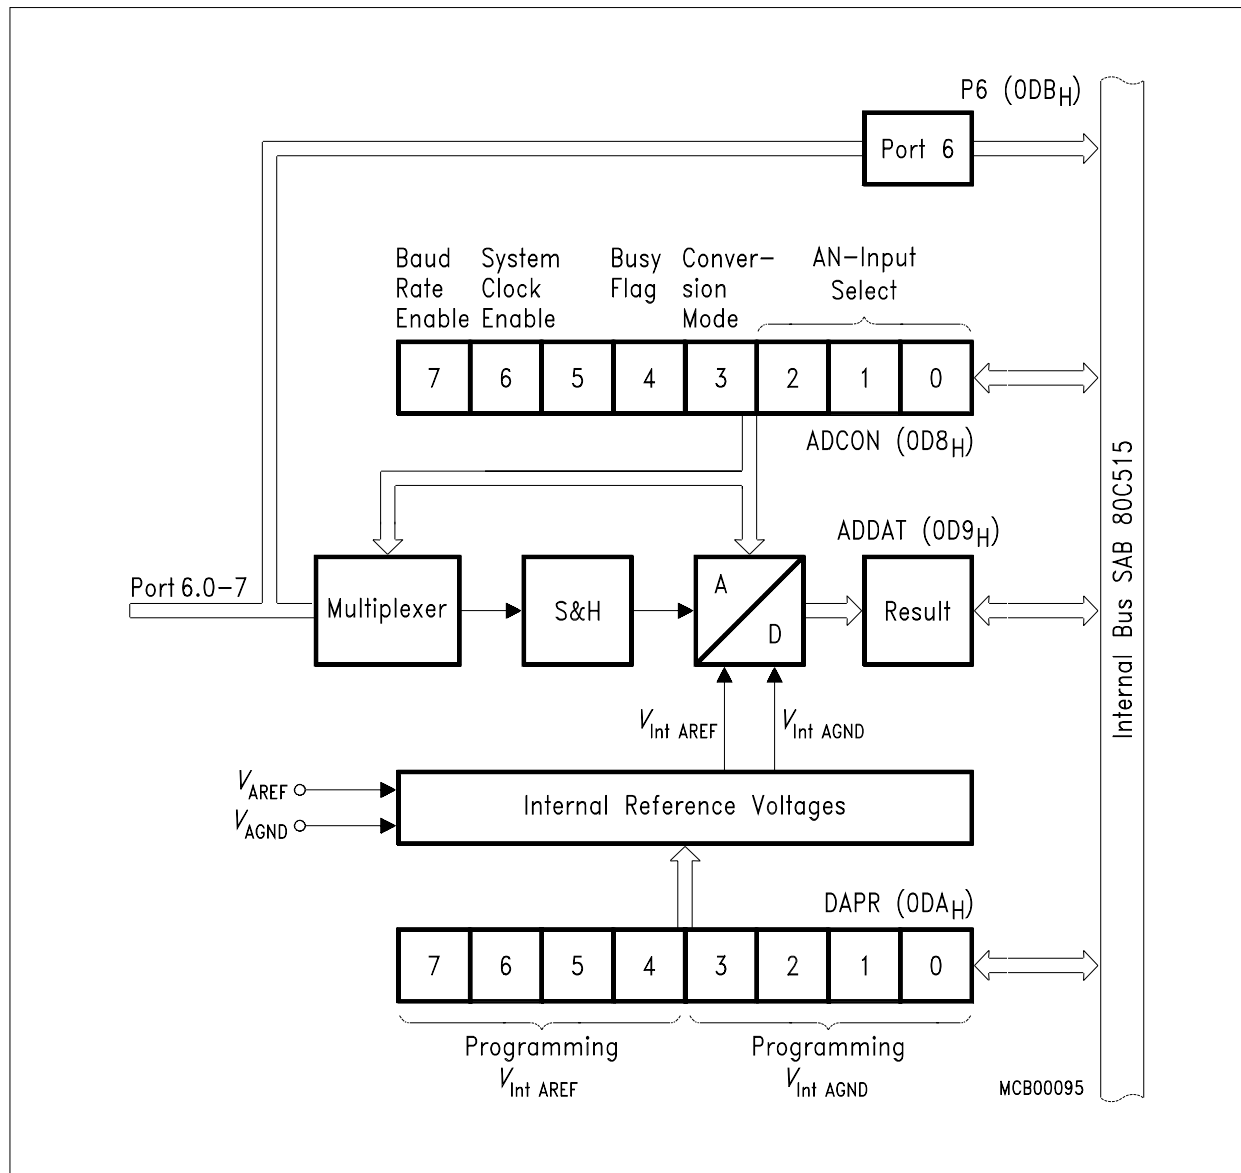 P6 (0DBH)
Port 6
Baud Rate Enable
System Clock Enable
Busy Flag
Conver-
sion
Mode
AN-Input
Select
7 6 5 4 3 2 1 0
ADCON (0D8H)
ADDAT (0D9H)
Port 6.0-7
Multiplexer
S&H
A
D
Result
VInt AREF
VInt AGND
VAREF
VAGND
Internal Reference Voltages
DAPR (0DAH)
7 6 5 4 3 2 1 0
Programming
VInt AREF
Programming
VInt AGND
MCB00095
Internal Bus SAB 80C515